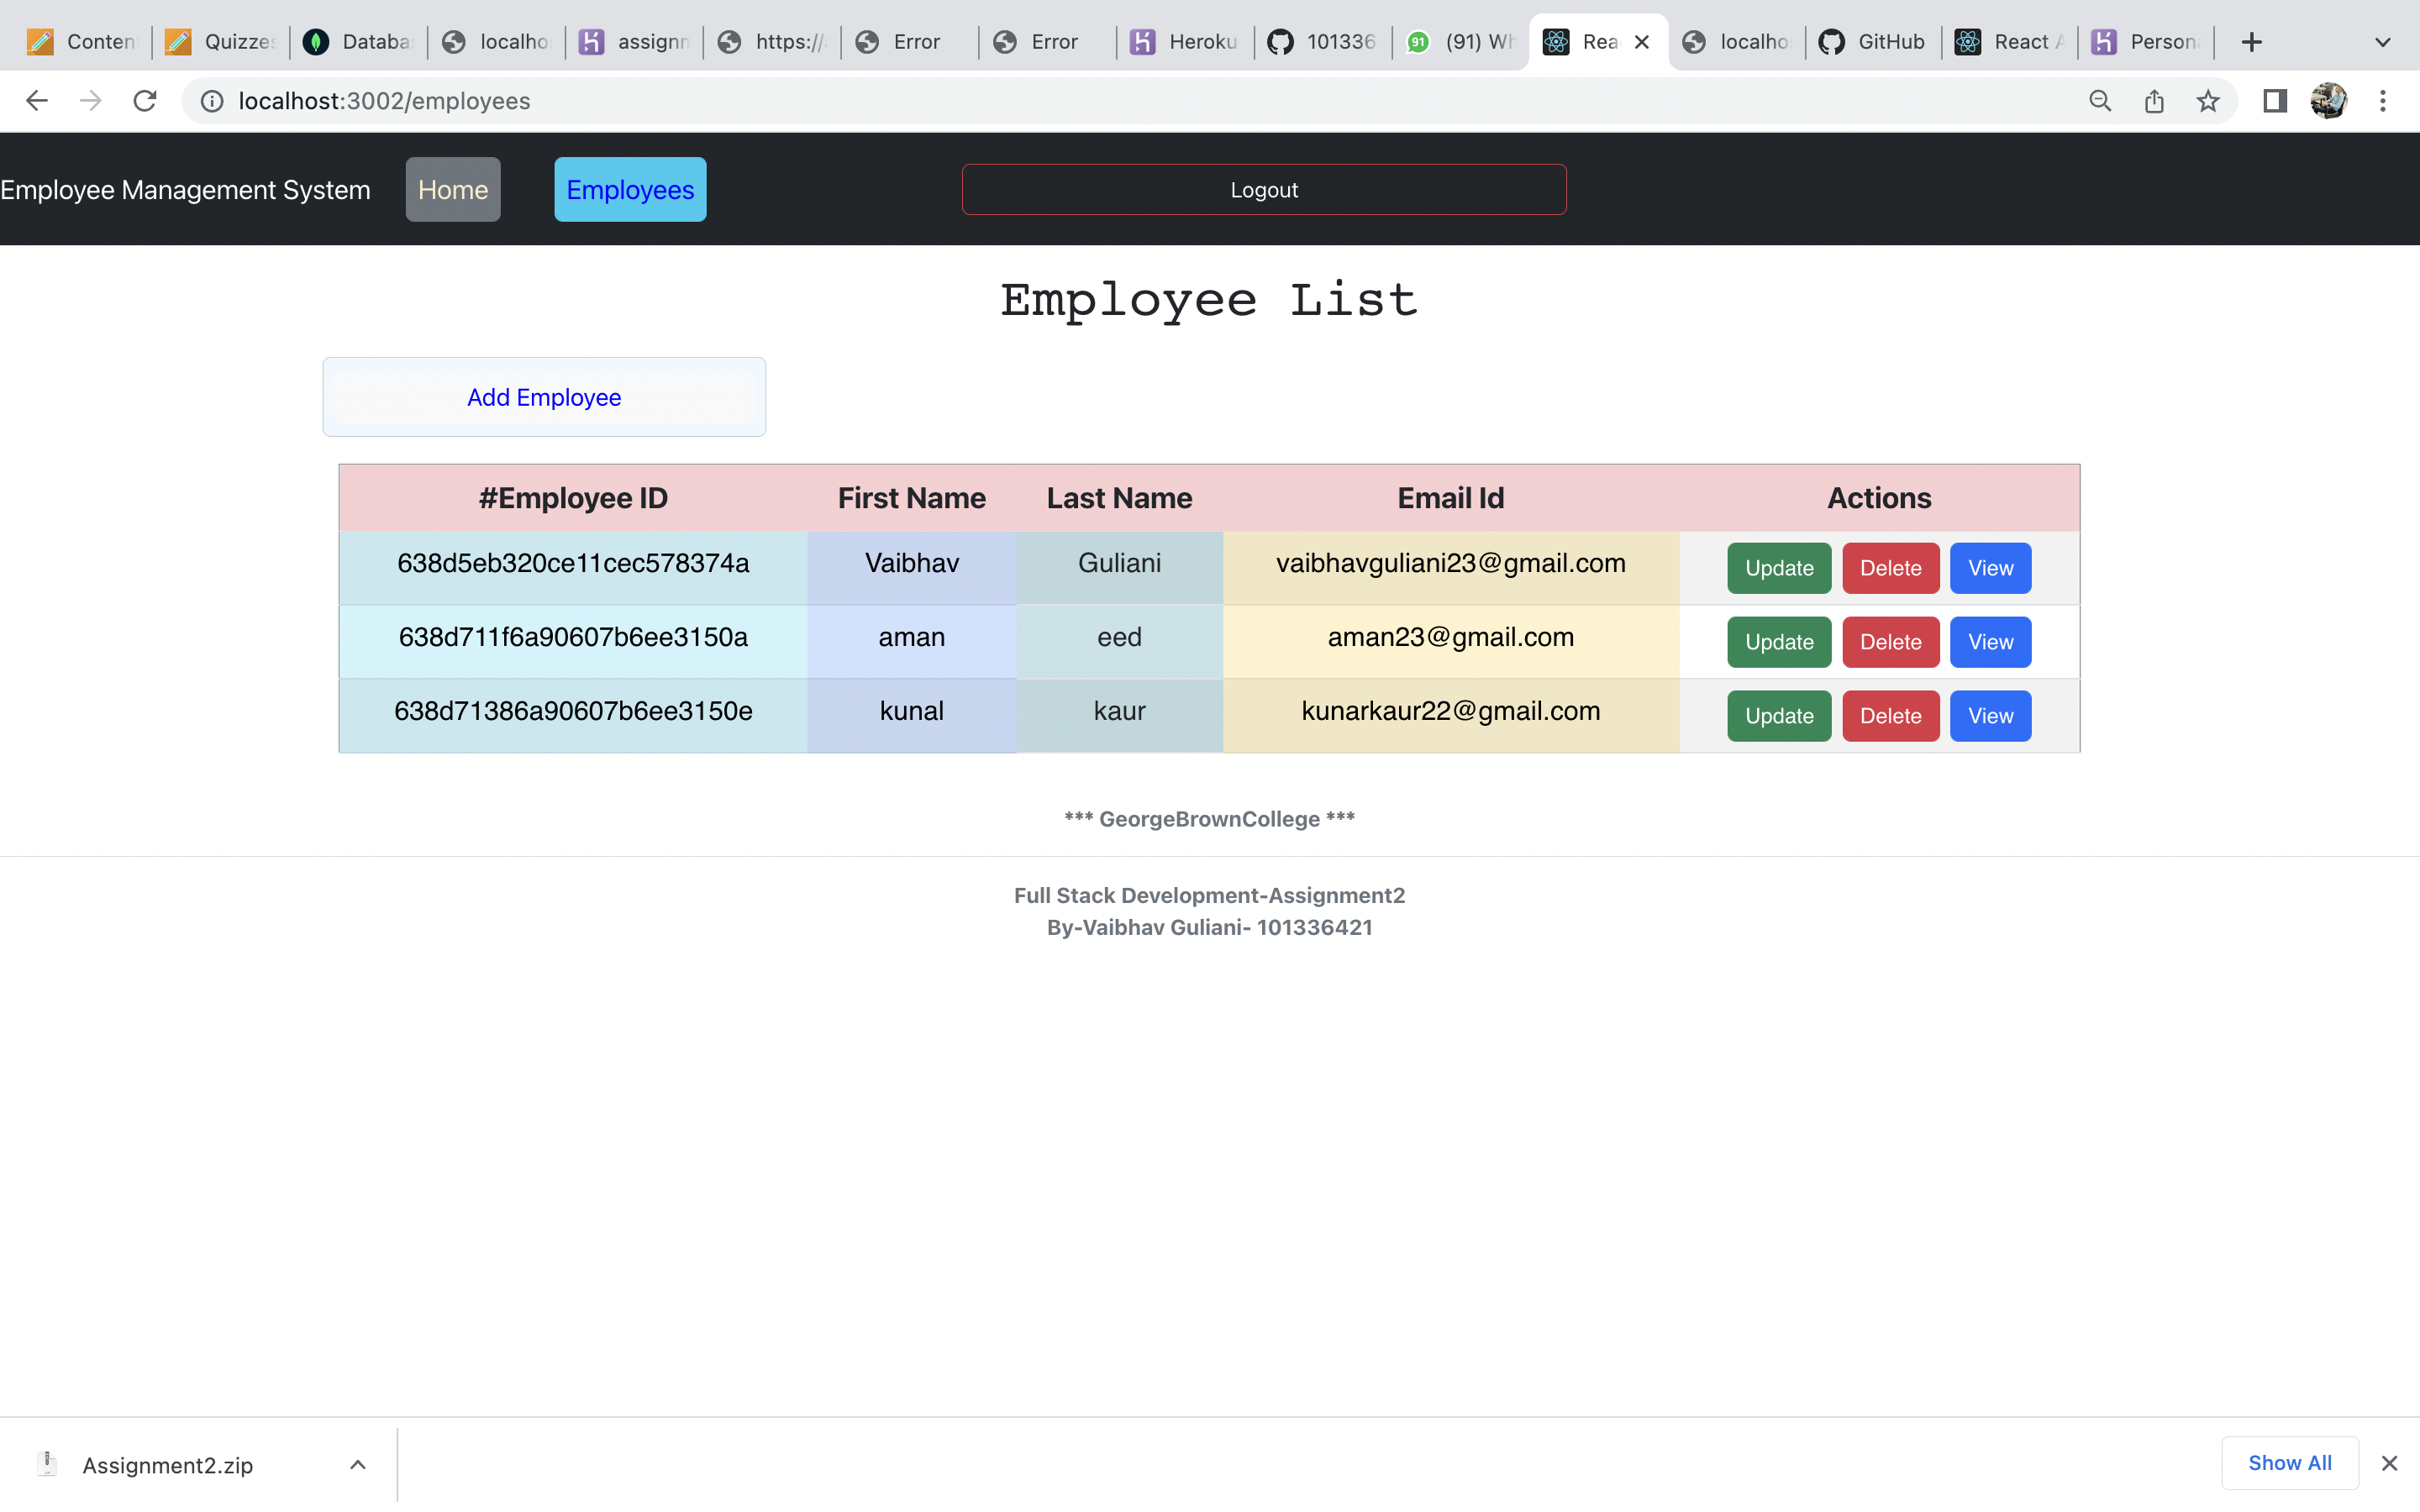 Conten Quizzes Databa localho assignm https:// Error Error Heroku 101336 (91) Wh Rea localho GitHub React A Person
localhost:3002/employees
Employee Management System Home Employees Logout
Employee List
Add Employee
#Employee ID First Name Last Name Email Id Actions
638d5eb320ce11cec578374a Vaibhav Guliani vaibhavguliani23@gmail.com Update Delete View
638d711f6a90607b6ee3150a aman eed aman23@gmail.com Update Delete View
638d71386a90607b6ee3150e kunal kaur kunarkaur22@gmail.com Update Delete View
*** GeorgeBrownCollege ***
Full Stack Development-Assignment2
By-Vaibhav Guliani- 101336421
Assignment2.zip Show All